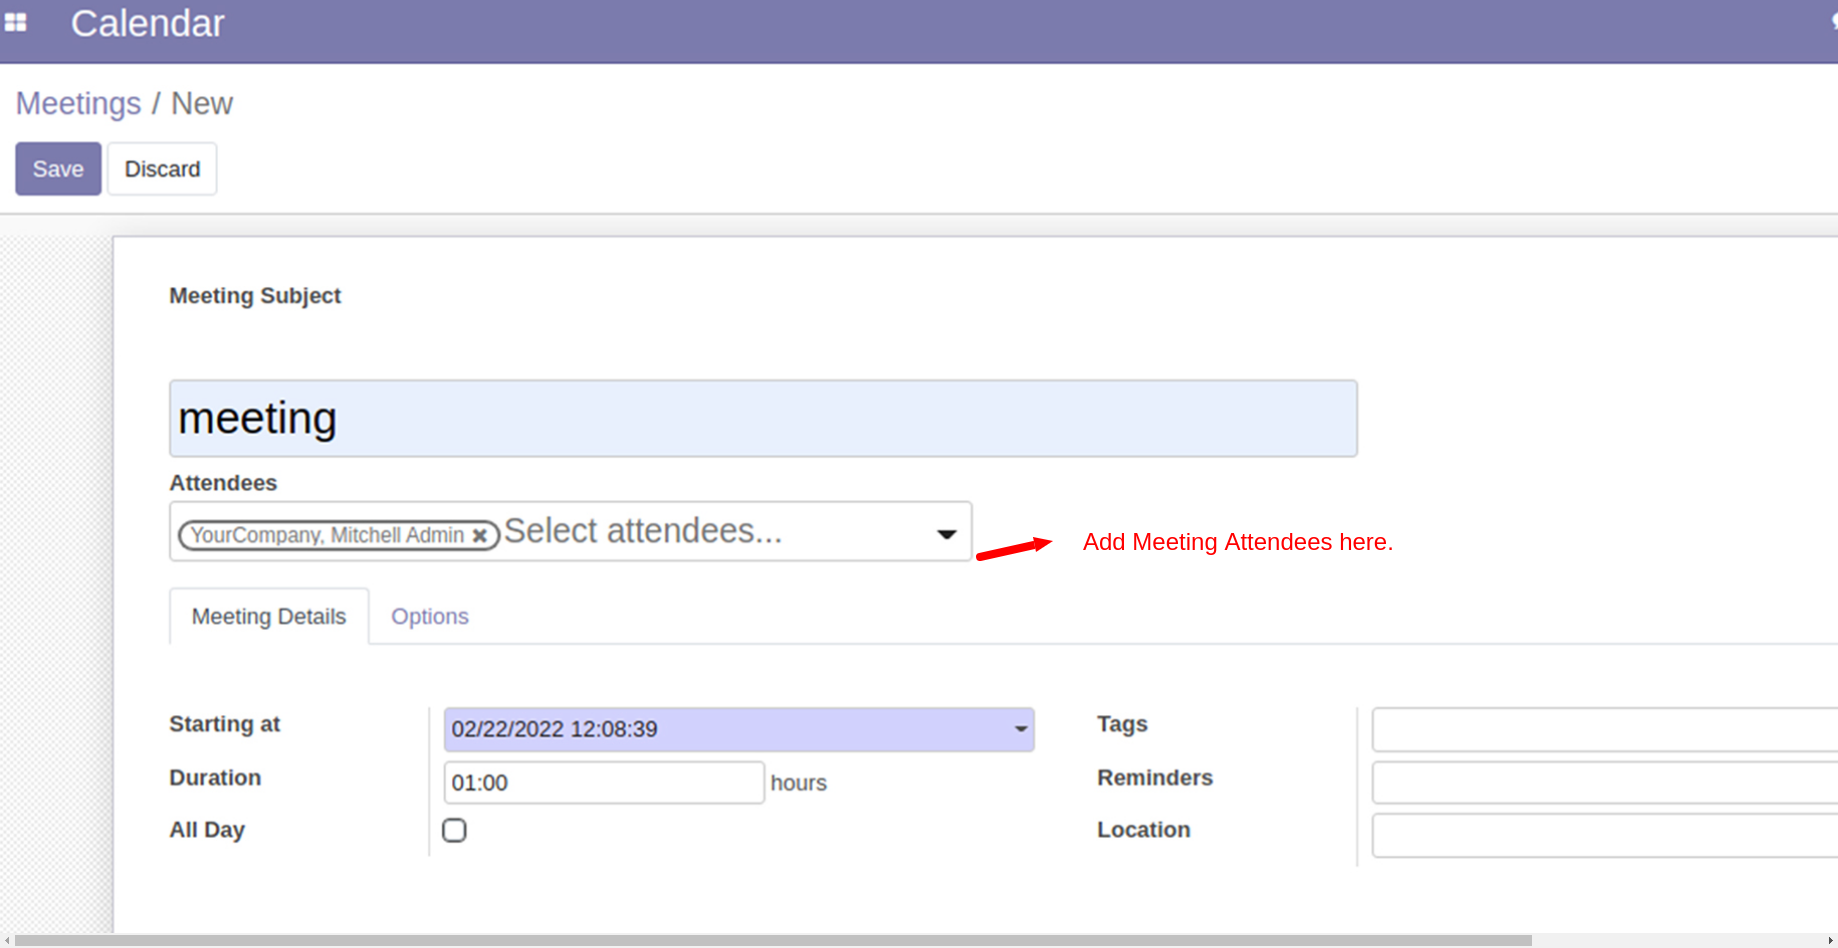 Calendar
Meetings / New
Save Discard
Meeting Subject
meeting
Attendees
YourCompany, Mitchell Admin Select attendees...
Add Meeting Attendees here.
Meeting Details Options
Starting at 02/22/2022 12:08:39 Tags
Duration 01:00 hours Reminders
All Day Location